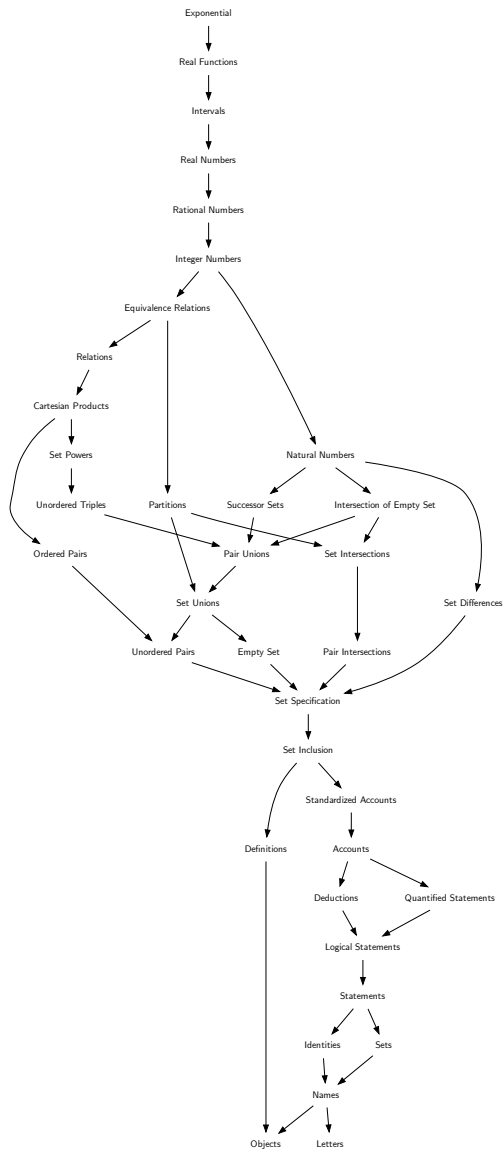 Exponential
Real Functions
Intervals
Real Numbers
Rational Numbers
Integer Numbers
Equivalence Relations
Relations
Cartesian Products
Set Powers
Natural Numbers
Unordered Triples
Partitions
Successor Sets
Intersection of Empty Set
Ordered Pairs
Pair Unions
Set Intersections
Set Unions
Set Differences
Unordered Pairs
Empty Set
Pair Intersections
Set Specification
Set Inclusion
Standardized Accounts
Definitions
Accounts
Deductions
Quantified Statements
Logical Statements
Statements
Identities
Sets
Names
Objects
Letters